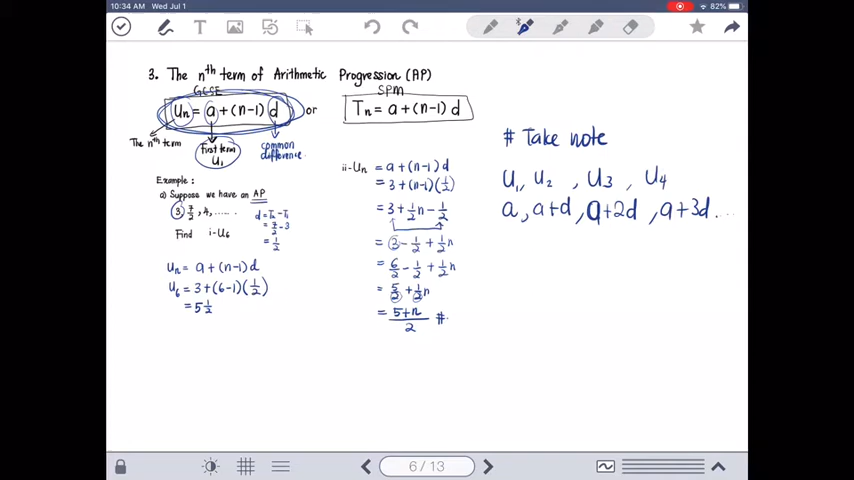 10:34 AM Wed Jul 1
82%
3. The nth term of Arithmetic Progression (AP)
GCSE
SPM
Un = a + (n-1) d or
Tn = a + (n-1) d
The nth term
First term
U1
common
difference
Example :
a) Suppose we have an AP
3, 7/2, 4, ......
Find i- U6
d = T2 - T1
= 7/2 - 3
= 1/2
Un = a + (n-1) d
U6 = 3 + (6-1) (1/2)
= 5 1/2
ii- Un = a + (n-1) d
= 3 + (n-1) (1/2)
= 3 + 1/2 n - 1/2
= 3 - 1/2 + 1/2 n
= 6/2 - 1/2 + 1/2 n
= 5/2 + 1/2 n
= 5+n/2 #
# Take note
U1, U2, U3, U4
a, a+d, a+2d, a+3d ....
6/13